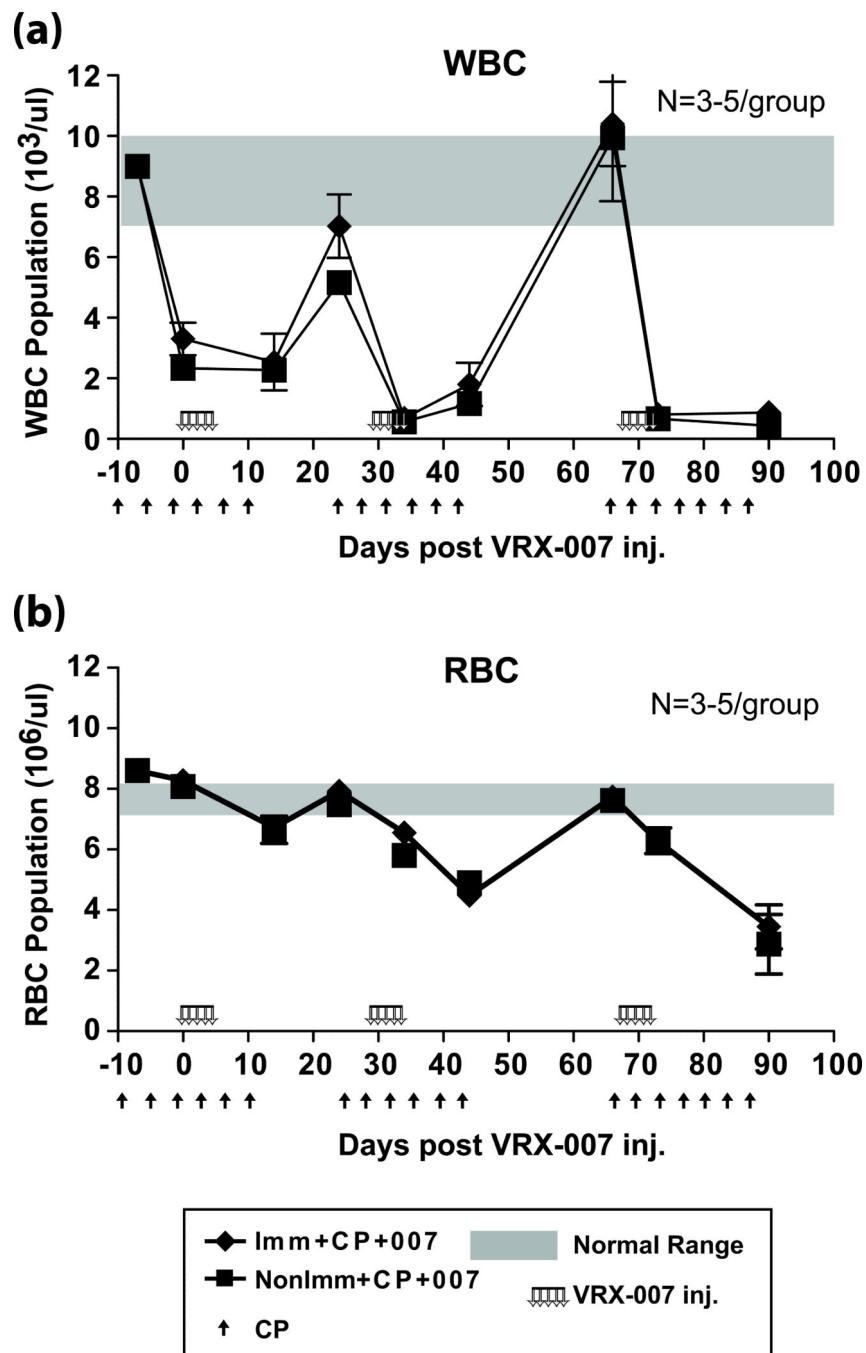 (a)
WBC
N=3-5/group
WBC Population (10³/ul)
12
10
8
6
4
2
0
-10 0 10 20 30 40 50 60 70 80 90 100
Days post VRX-007 inj.
(b)
RBC
N=3-5/group
RBC Population (10⁶/ul)
12
10
8
6
4
2
0
-10 0 10 20 30 40 50 60 70 80 90 100
Days post VRX-007 inj.
Imm+CP+007
Normal Range
NonImm+CP+007
VRX-007 inj.
CP